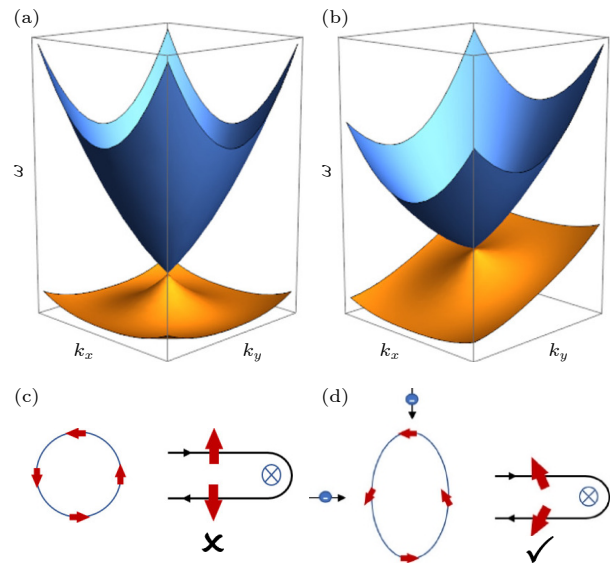 (a) (b)
ω ω
kx ky kx ky
(c) (d)
- -